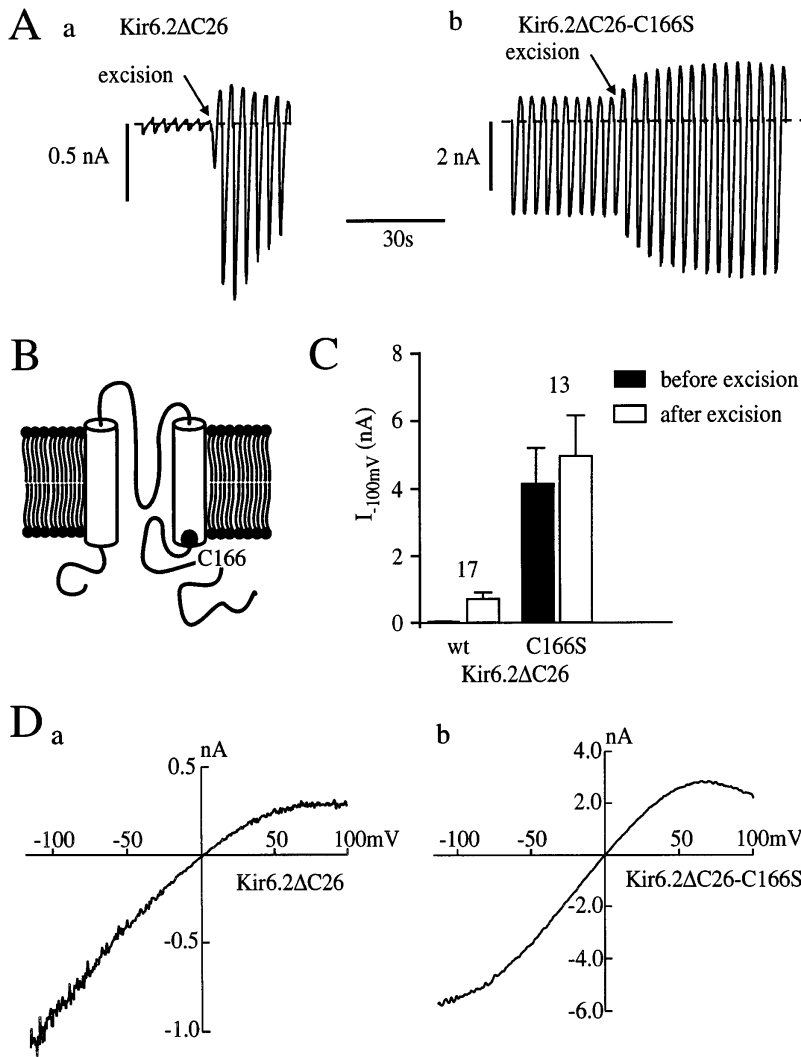 A a Kir6.2ΔC26 b Kir6.2ΔC26-C166S
excision excision
0.5 nA 2 nA
30s
B C
C166
8
6
4
2
0
I-100mV (nA)
17
13
before excision
after excision
wt C166S
Kir6.2ΔC26
D a b
nA
0.5
-100 -50 50 100mV
Kir6.2ΔC26
-0.5
-1.0
4.0 nA
2.0
-100 -50 50 100mV
Kir6.2ΔC26-C166S
-2.0
-4.0
-6.0